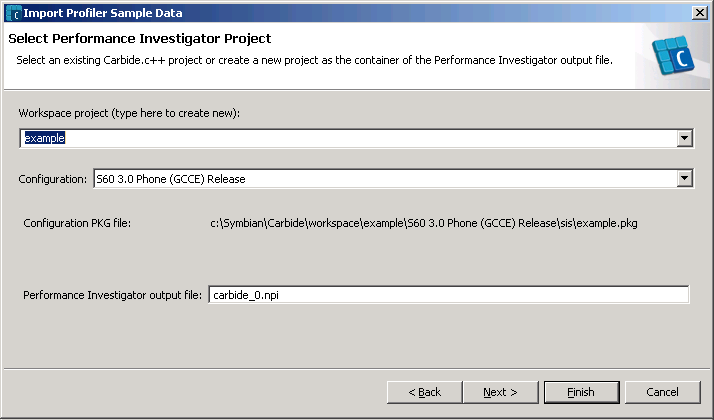 Import Profiler Sample Data
Select Performance Investigator Project
Select an existing Carbide.c++ project or create a new project as the container of the Performance Investigator output file.
Workspace project (type here to create new):
example
Configuration: S60 3.0 Phone (GCCE) Release
Configuration PKG file: c:\Symbian\Carbide\workspace\example\S60 3.0 Phone (GCCE) Release\sis\example.pkg
Performance Investigator output file: carbide_0.npi
< Back Next > Finish Cancel